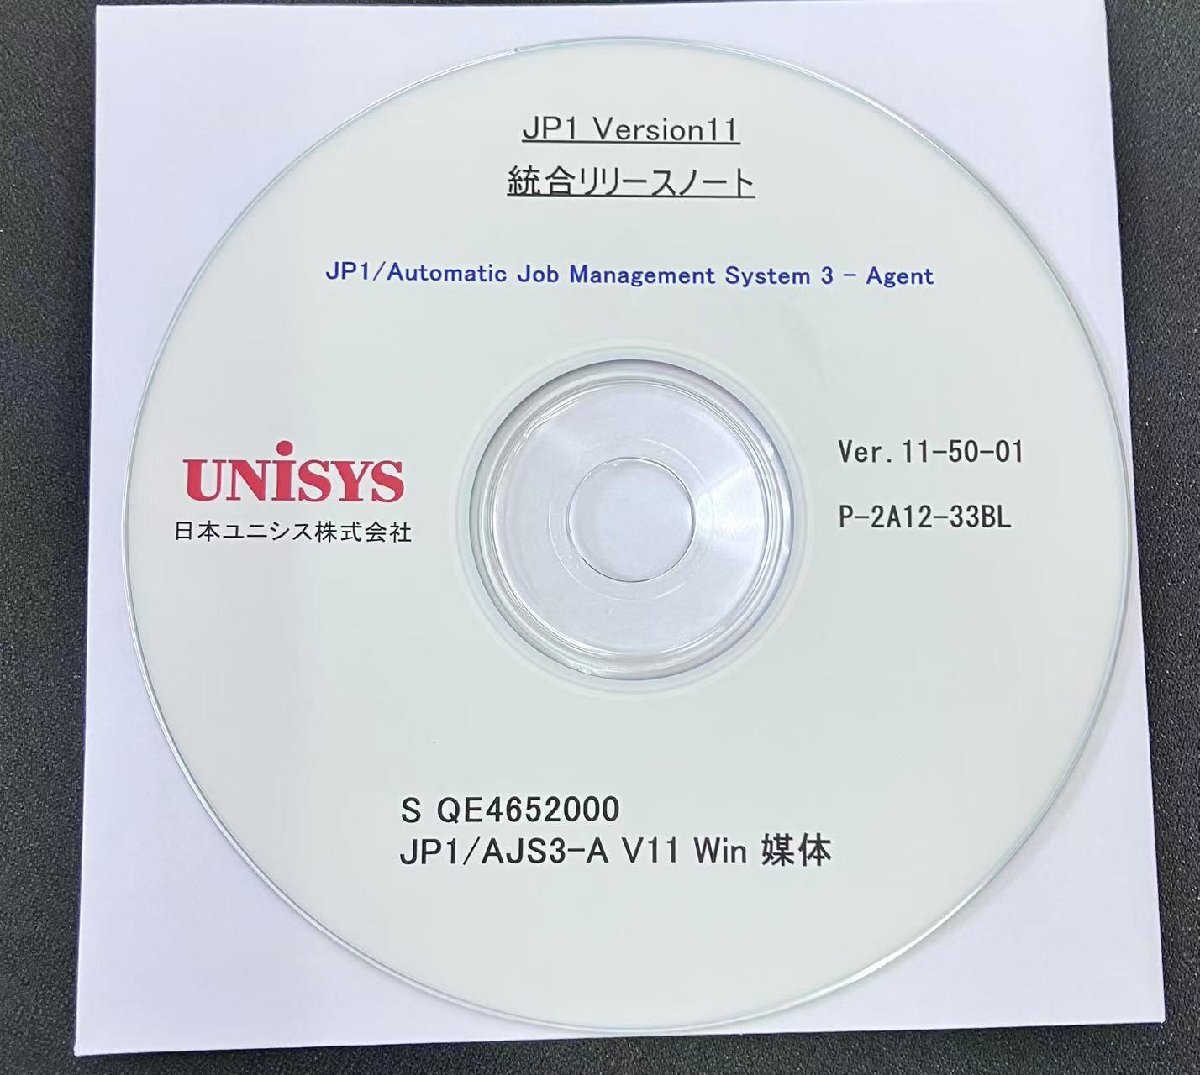 JP1 Version11
統合リリースノート
JP1/Automatic Job Management System 3 - Agent
UNiSYS
日本ユニシス株式会社
Ver. 11-50-01
P-2A12-33BL
S QE4652000
JP1/AJS3-A V11 Win 媒体